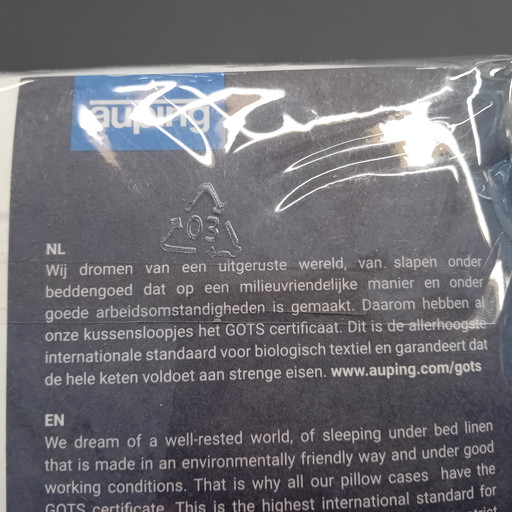 auping
03
NL
Wij dromen van een uitgeruste wereld, van slapen onder
beddengoed dat op een milieuvriendelijke manier en onder
goede arbeidsomstandigheden is gemaakt. Daarom hebben al
onze kussensloopjes het GOTS certificaat. Dit is de allerhoogste
internationale standaard voor biologisch textiel en garandeert dat
de hele keten voldoet aan strenge eisen. www.auping.com/gots
EN
We dream of a well-rested world, of sleeping under bed linen
that is made in an environmentally friendly way and under good
working conditions. That is why all our pillow cases have the
GOTS certificate. This is the highest international standard for